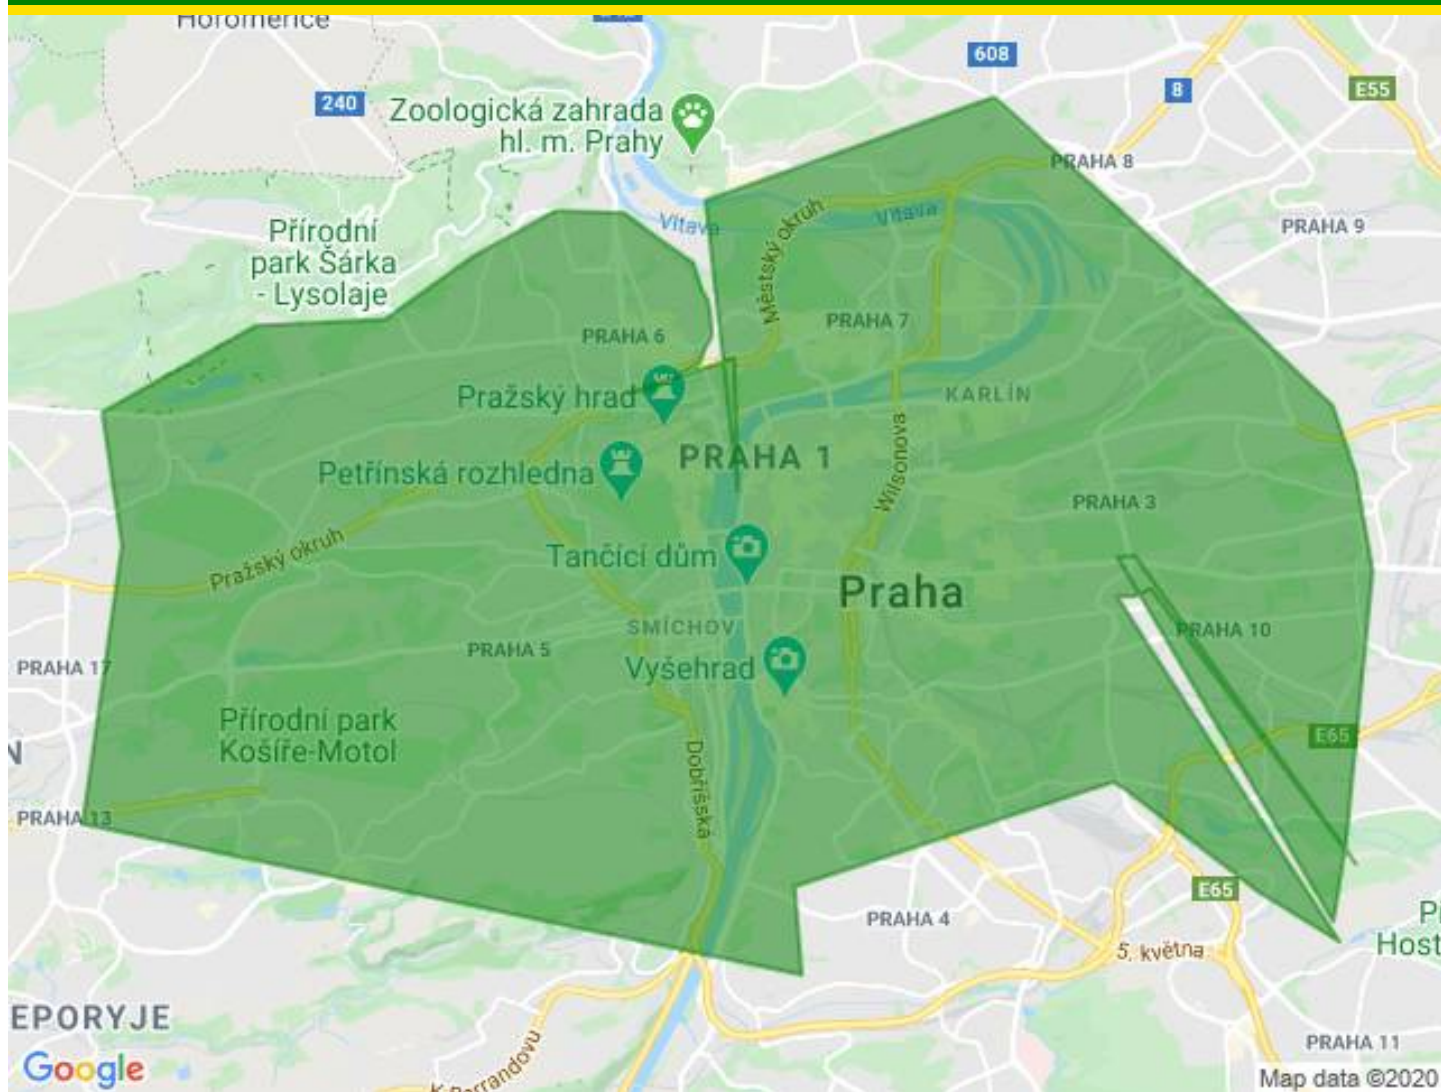 Horoměřice
608
8
E55
240
Zoologická zahrada
hl. m. Prahy
PRAHA 8
Vltava
Městský okruh
Vltava
PRAHA 9
Přírodní
park Šárka
- Lysolaje
PRAHA 6
PRAHA 7
Pražský hrad
KARLÍN
PRAHA 1
Petřínská rozhledna
Wilsonova
PRAHA 3
Pražský okruh
Tančící dům
Praha
SMÍCHOV
PRAHA 10
PRAHA 5
PRAHA 17
Vyšehrad
Přírodní park
Košíře-Motol
E65
N
Dobříšská
PRAHA 13
E65
PRAHA 4
Host
5. května
EPORYJE
PRAHA 11
K Barrandovu
Google
Map data ©2020